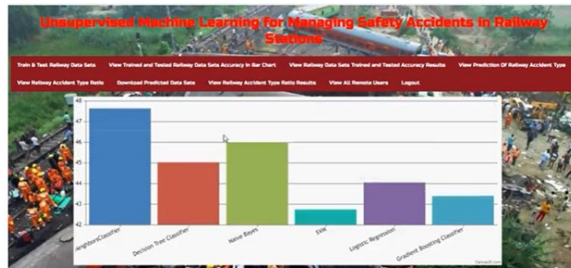 Unsupervised Machine Learning for Managing Safety Accidents in Railway
Stations
Train & Test Railway Data Sets View Trained and Tested Railway Data Sets Accuracy in Bar Chart View Railway Data Sets Trained and Tested Accuracy Results View Prediction Of Railway Accident Type
View Railway Accident Type Ratio Download Predicted Data Sets View Railway Accident Type Ratio Results View All Remote Users Logout
48
47
46
45
44
43
42
Decision Tree Classifier
Naive Bayes
SVM
Logistic Regression
Gradient Boosting Classifier
CanvasJS.com